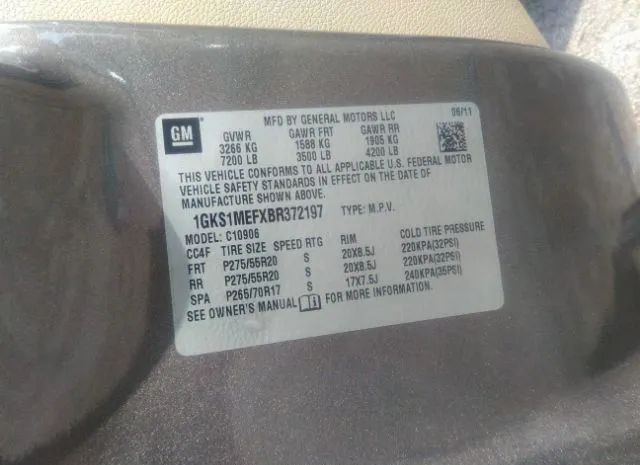 MFD BY GENERAL MOTORS LLC 06/11
GM
GVWR GAWR FRT GAWR RR
3266 KG 1588 KG 1905 KG
7200 LB 3500 LB 4200 LB
THIS VEHICLE CONFORMS TO ALL APPLICABLE U.S. FEDERAL MOTOR
VEHICLE SAFETY STANDARDS IN EFFECT ON THE DATE OF
MANUFACTURE SHOWN ABOVE.
1GKS1MEFXBR372197 TYPE: M.P.V.
MODEL: C10906
CC4F TIRE SIZE SPEED RTG RIM COLD TIRE PRESSURE
FRT P275/55R20 S 20X8.5J 220KPA(32PSI)
RR P275/55R20 S 20X8.5J 220KPA(32PSI)
SPA P265/70R17 S 17X7.5J 240KPA(35PSI)
SEE OWNER'S MANUAL FOR MORE INFORMATION.